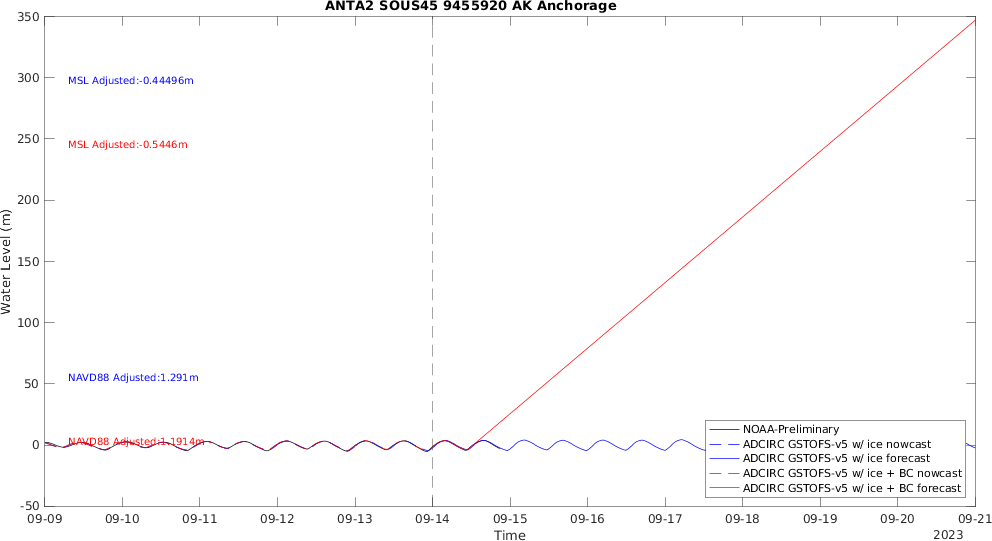 ANTA2 SOUS45 9455920 AK Anchorage
350
300
250
200
150
100
50
0
-50
Water Level (m)
MSL Adjusted:-0.44496m
MSL Adjusted:-0.5446m
NAVD88 Adjusted:1.291m
NAVD88 Adjusted:1.1914m
NOAA-Preliminary
ADCIRC GSTOFS-v5 w/ ice nowcast
ADCIRC GSTOFS-v5 w/ ice forecast
ADCIRC GSTOFS-v5 w/ ice + BC nowcast
ADCIRC GSTOFS-v5 w/ ice + BC forecast
09-09 09-10 09-11 09-12 09-13 09-14 09-15 09-16 09-17 09-18 09-19 09-20 09-21
Time
2023